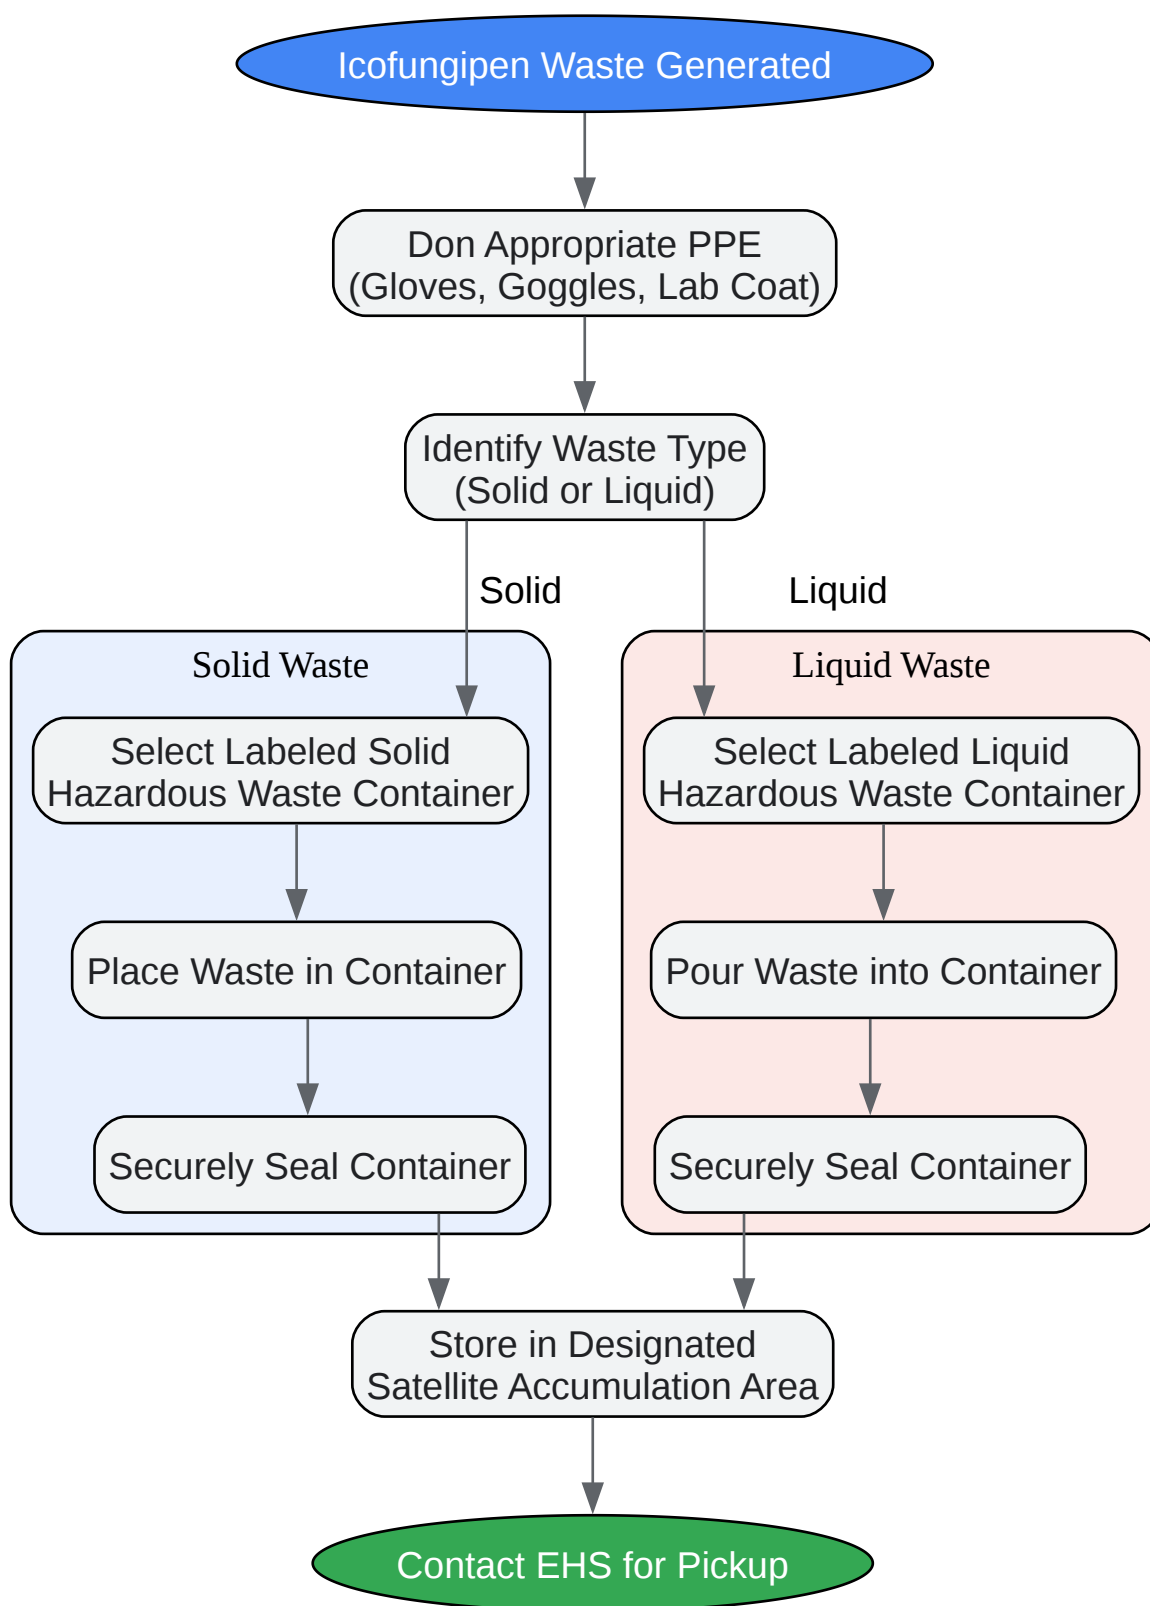 Icofungipen Waste Generated
Don Appropriate PPE
(Gloves, Goggles, Lab Coat)
Identify Waste Type
(Solid or Liquid)
Solid
Liquid
Solid Waste
Select Labeled Solid
Hazardous Waste Container
Place Waste in Container
Securely Seal Container
Liquid Waste
Select Labeled Liquid
Hazardous Waste Container
Pour Waste into Container
Securely Seal Container
Store in Designated
Satellite Accumulation Area
Contact EHS for Pickup